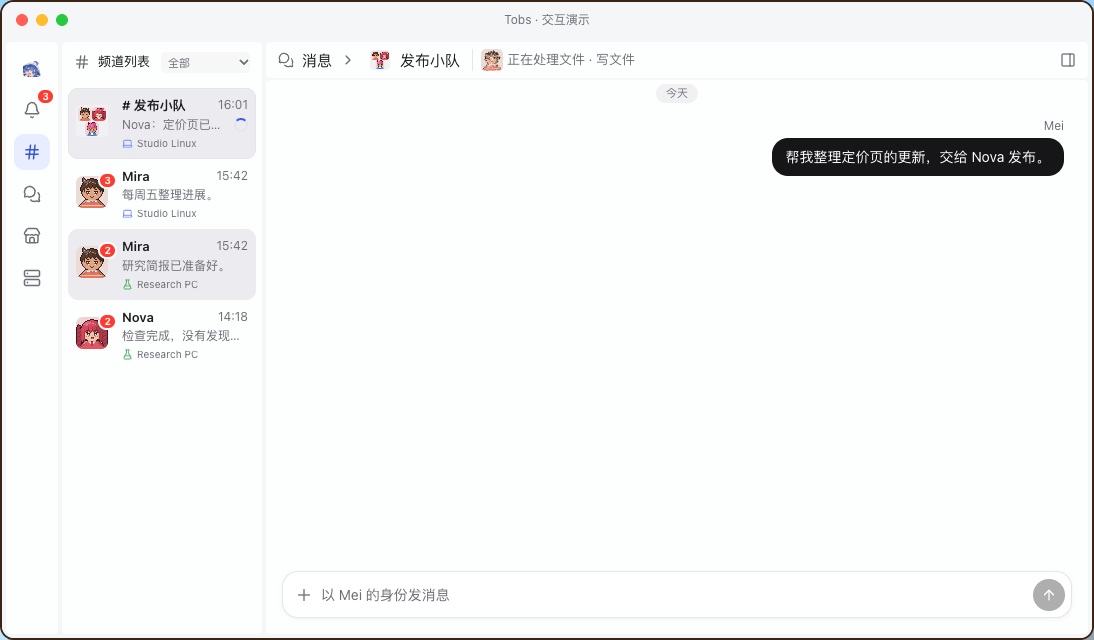 Tobs · 交互演示
3
# 频道列表 全部
# 发布小队 16:01
Nova：定价页已...
Studio Linux
3
Mira 15:42
每周五整理进展。
Studio Linux
2
Mira 15:42
研究简报已准备好。
Research PC
2
Nova 14:18
检查完成，没有发现...
Research PC
消息 > 发布小队 正在处理文件 · 写文件
今天
Mei
帮我整理定价页的更新，交给 Nova 发布。
以 Mei 的身份发消息